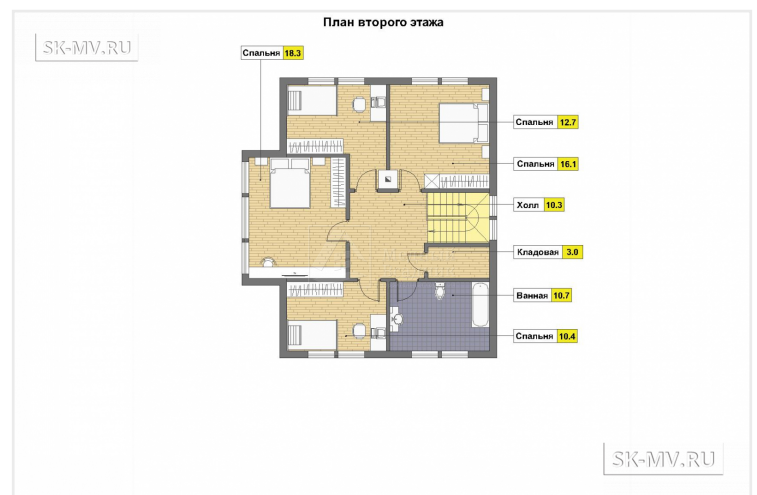 План второго этажа
SK-MV.RU
Спальня 18.3
Спальня 12.7
Спальня 16.1
Холл 10.3
Кладовая 3.0
Ванная 10.7
Спальня 10.4
SK-MV.RU